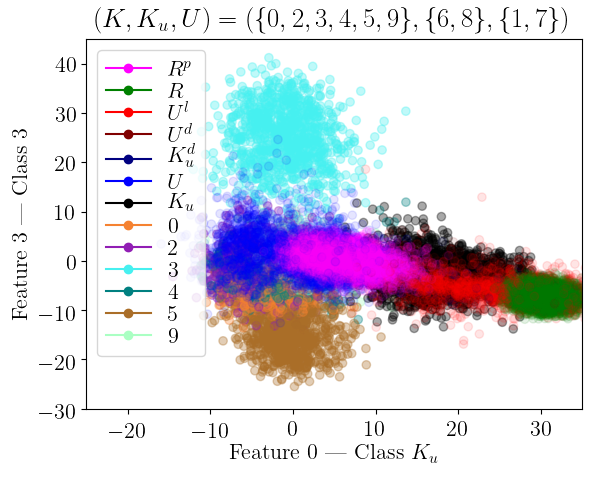 (K, K_u, U) = ({0, 2, 3, 4, 5, 9}, {6, 8}, {1, 7})
Feature 3 — Class 3
40
30
20
10
0
−10
−20
−30
R^p
R
U^l
U^d
K_u^d
U
K_u
0
2
3
4
5
9
−20
−10
0
10
20
30
Feature 0 — Class K_u